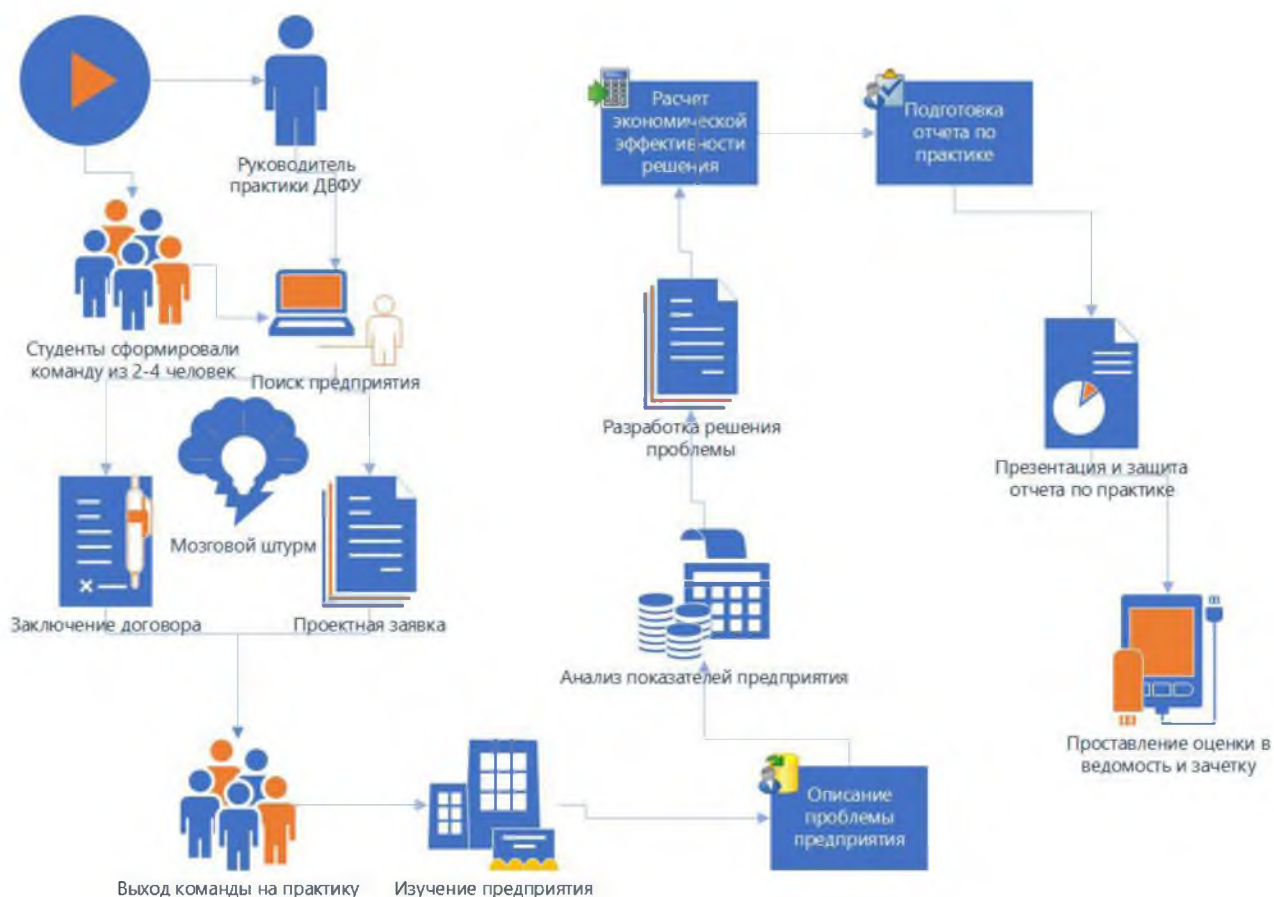 Руководитель
практики ДВФУ
Студенты сформировали
команду из 2-4 человек
Поиск предприятия
Мозговой штурм
Заключение договора
Проектная заявка
Выход команды на практику
Изучение предприятия
Описание
проблемы
предприятия
Анализ показателей предприятия
Разработка решения
проблемы
Расчет
экономической
эффективности
решения
Подготовка
отчета по
практике
Презентация и защита
отчета по практике
Проставление оценки в
ведомость и зачетку